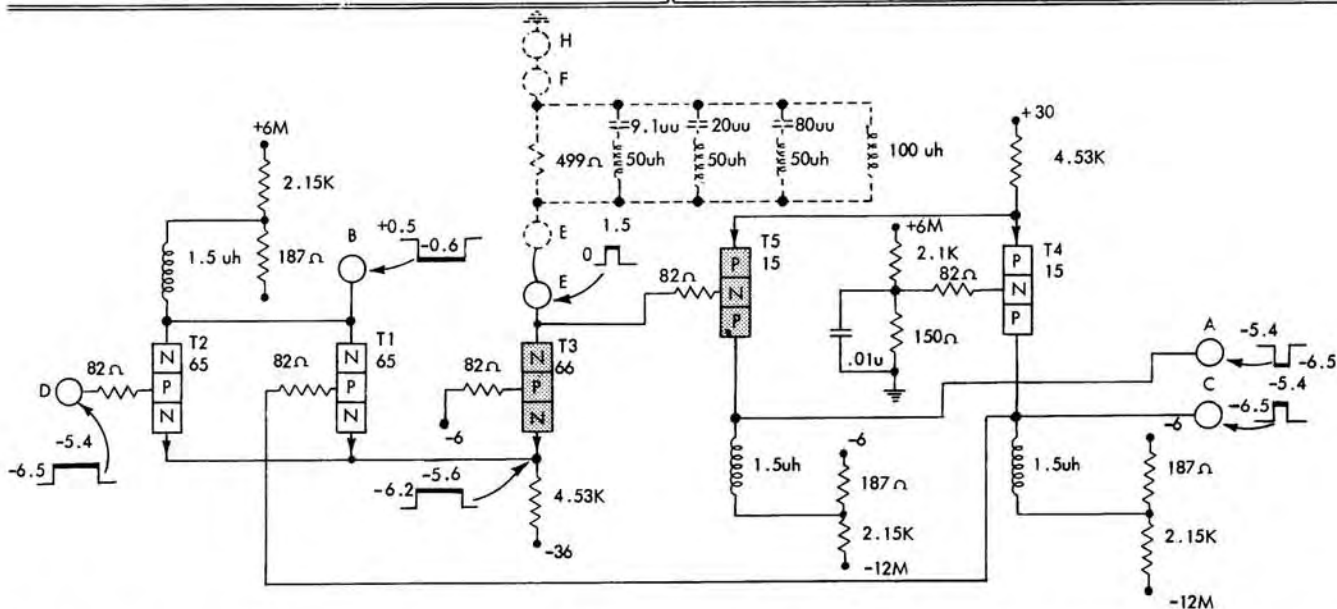 H
F
+6M
2.15K
187Ω
1.5 uh
B
+0.5
-0.6
499Ω
9.1uu
50uh
20uu
50uh
80uu
50uh
100 uh
E
1.5
0
E
+30
4.53K
T5
15
P
N
P
82Ω
+6M
2.1K
82Ω
150Ω
.01u
T4
15
P
N
P
T2
65
N
P
N
82Ω
D
-5.4
-6.5
T1
65
N
P
N
82Ω
T3
66
N
P
N
82Ω
-6
-5.6
-6.2
4.53K
-36
A
-5.4
-6.5
C
-5.4
-6.5
1.5uh
-6
187Ω
2.15K
-12M
1.5uh
-6
187Ω
2.15K
-12M